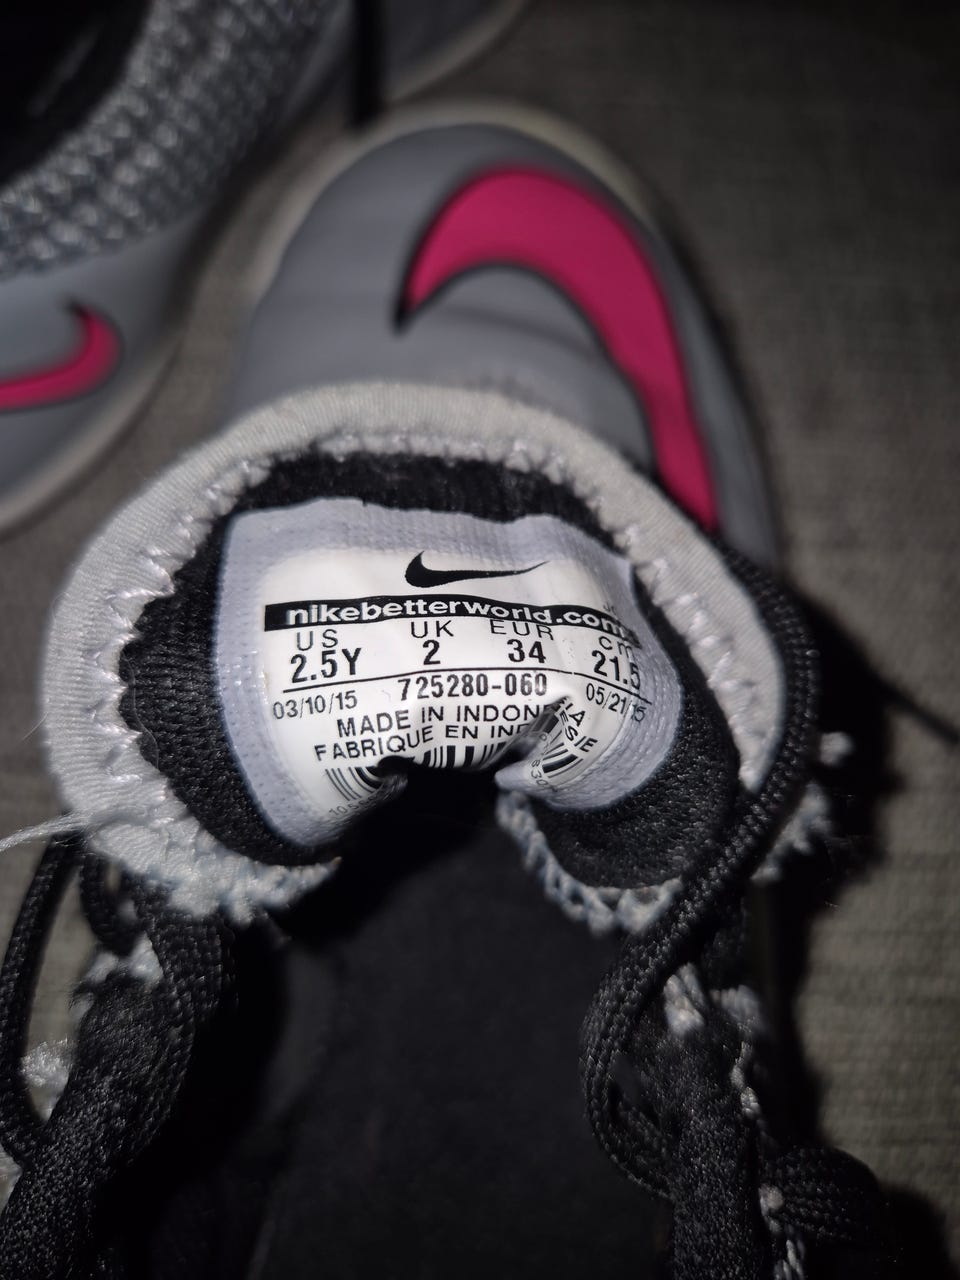 nikebetterworld.com
US UK EUR cm
2.5Y 2 34 21.5
03/10/15 725280-060 05/21/15
MADE IN INDONESIA
FABRIQUE EN